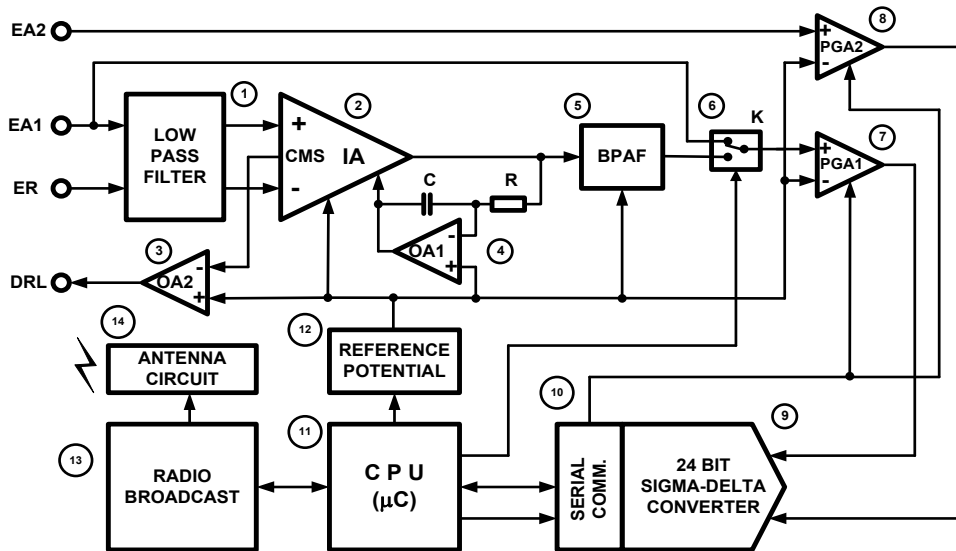 EA2
8
+
PGA2
-
1
2
5
6
K
7
EA1
LOW
PASS
FILTER
+
CMS
IA
-
BPAF
+
PGA1
-
ER
C
R
3
OA1
-
+
4
DRL
-
OA2
+
14
12
ANTENNA
CIRCUIT
REFERENCE
POTENTIAL
10
11
9
13
RADIO
BROADCAST
CPU
(μC)
SERIAL
COMM.
24 BIT
SIGMA-DELTA
CONVERTER